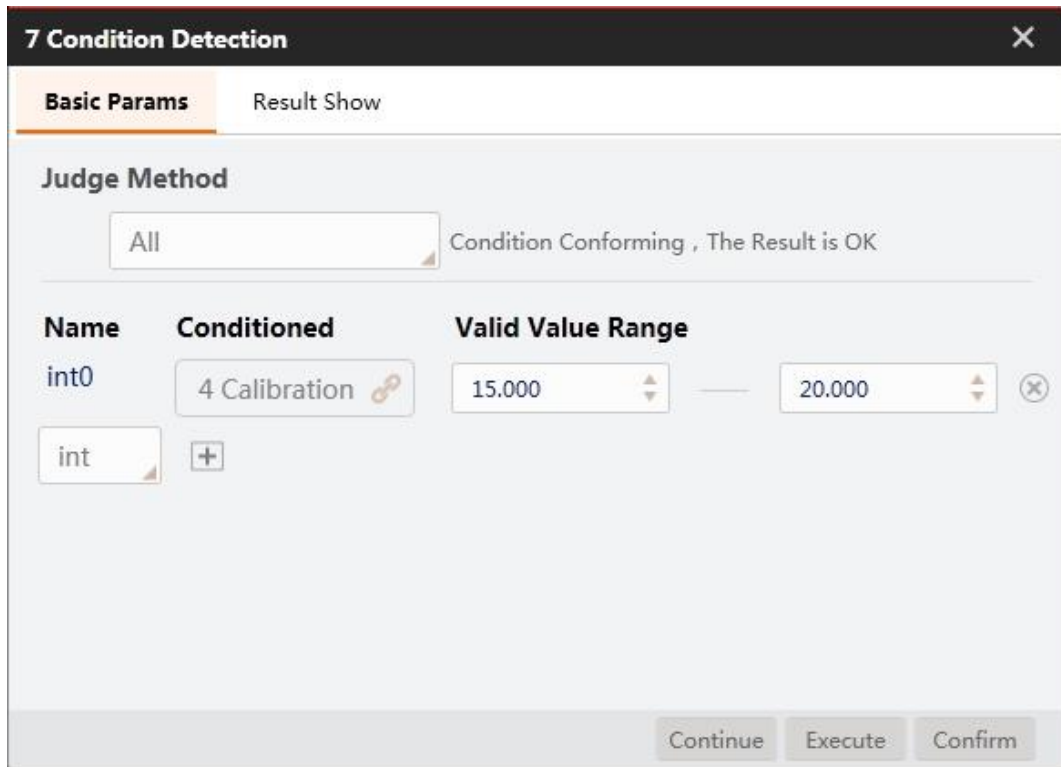 7 Condition Detection
Basic Params Result Show
Judge Method
All Condition Conforming , The Result is OK
Name Conditioned Valid Value Range
int0 4 Calibration 15.000 20.000
int
Continue Execute Confirm